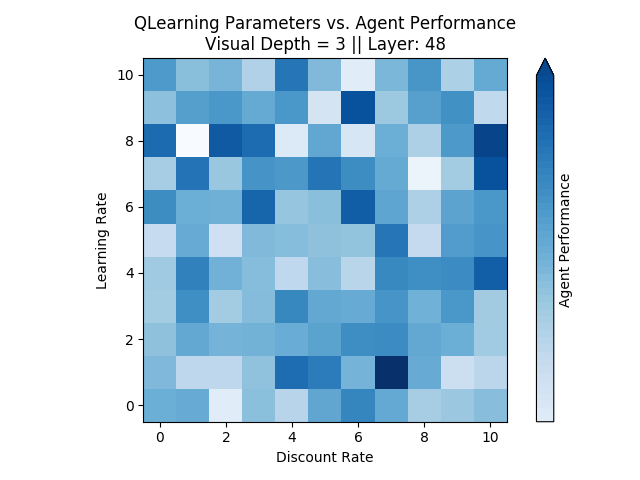 QLearning Parameters vs. Agent Performance
Visual Depth = 3 || Layer: 48
10
8
6
4
2
0
Learning Rate
0 2 4 6 8 10
Discount Rate
Agent Performance